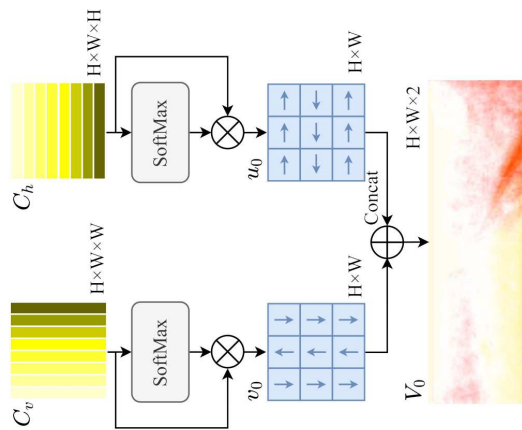 C_v
C_h
H×W×W
H×W×H
SoftMax
SoftMax
v_0
u_0
H×W
H×W
Concat
V_0
H×W×2